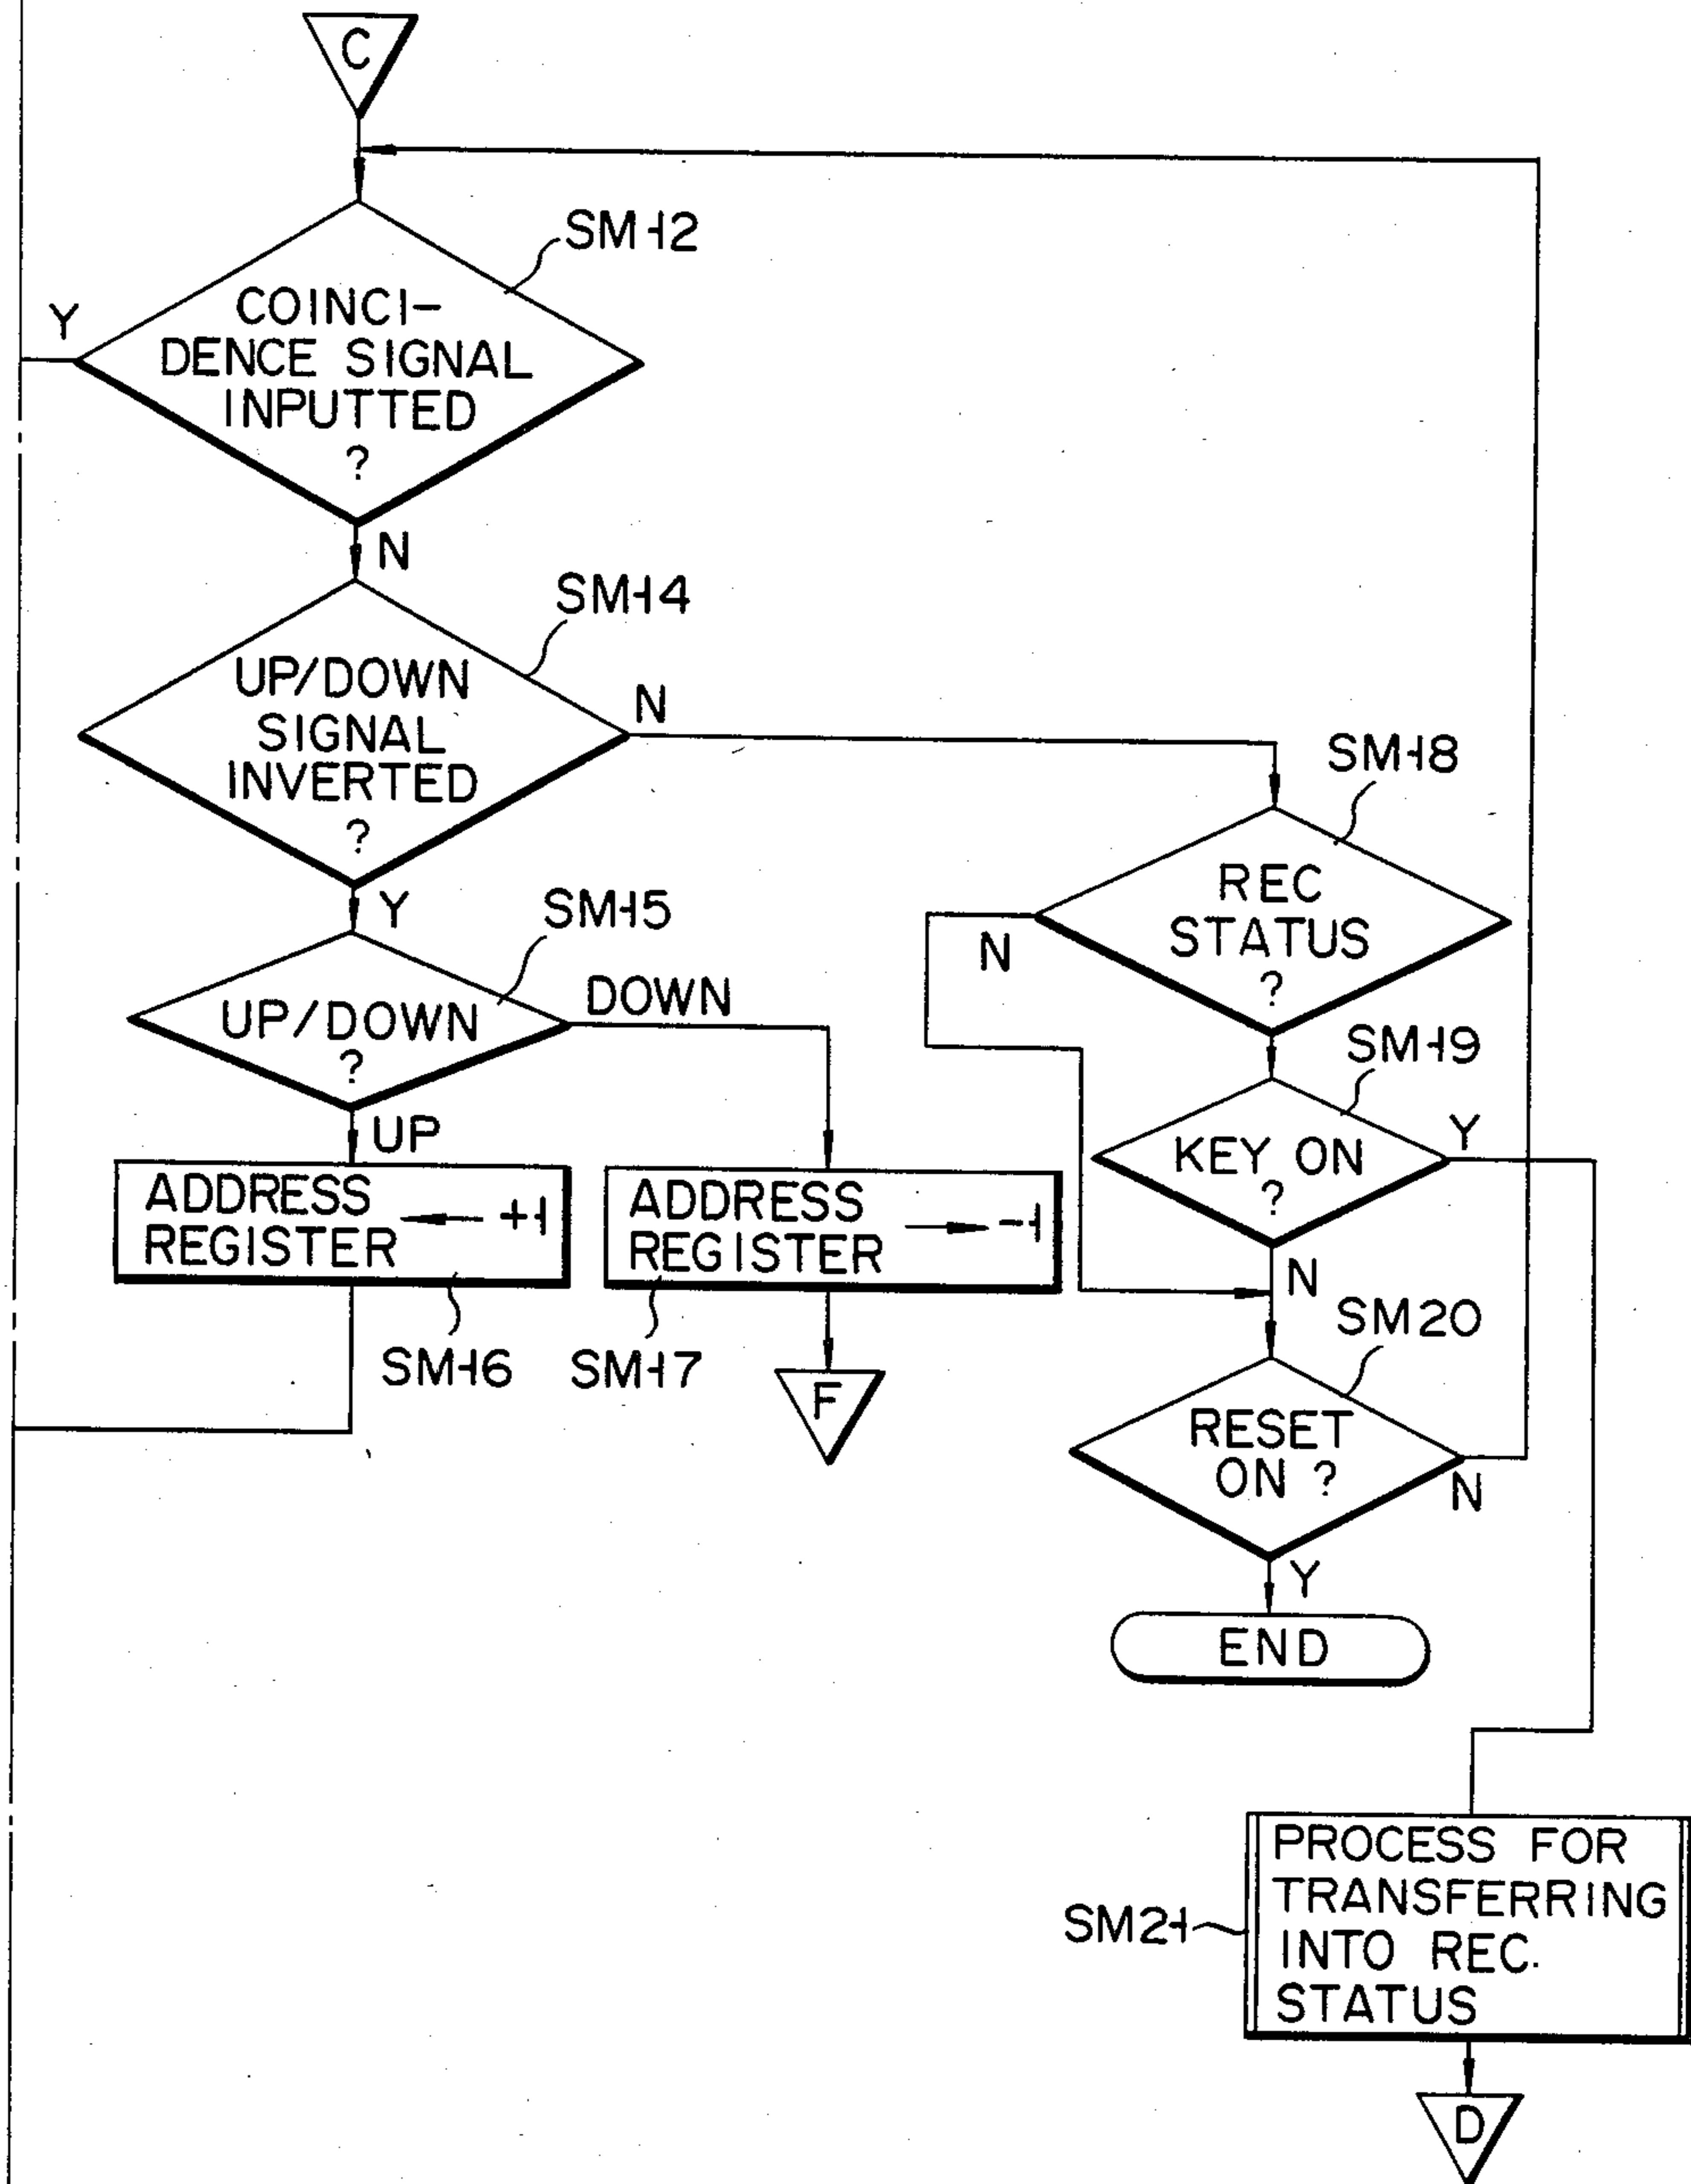 C
SM12
Y
COINCI-
DENCE SIGNAL
INPUTTED
?
N
SM14
UP/DOWN
SIGNAL
INVERTED
?
N
Y
SM15
UP/DOWN
?
DOWN
UP
ADDRESS
REGISTER
+1
SM16
ADDRESS
REGISTER
-1
SM17
F
SM18
REC
STATUS
?
N
SM19
KEY ON
?
Y
N
SM20
RESET
ON ?
N
Y
END
SM21
PROCESS FOR
TRANSFERRING
INTO REC.
STATUS
D